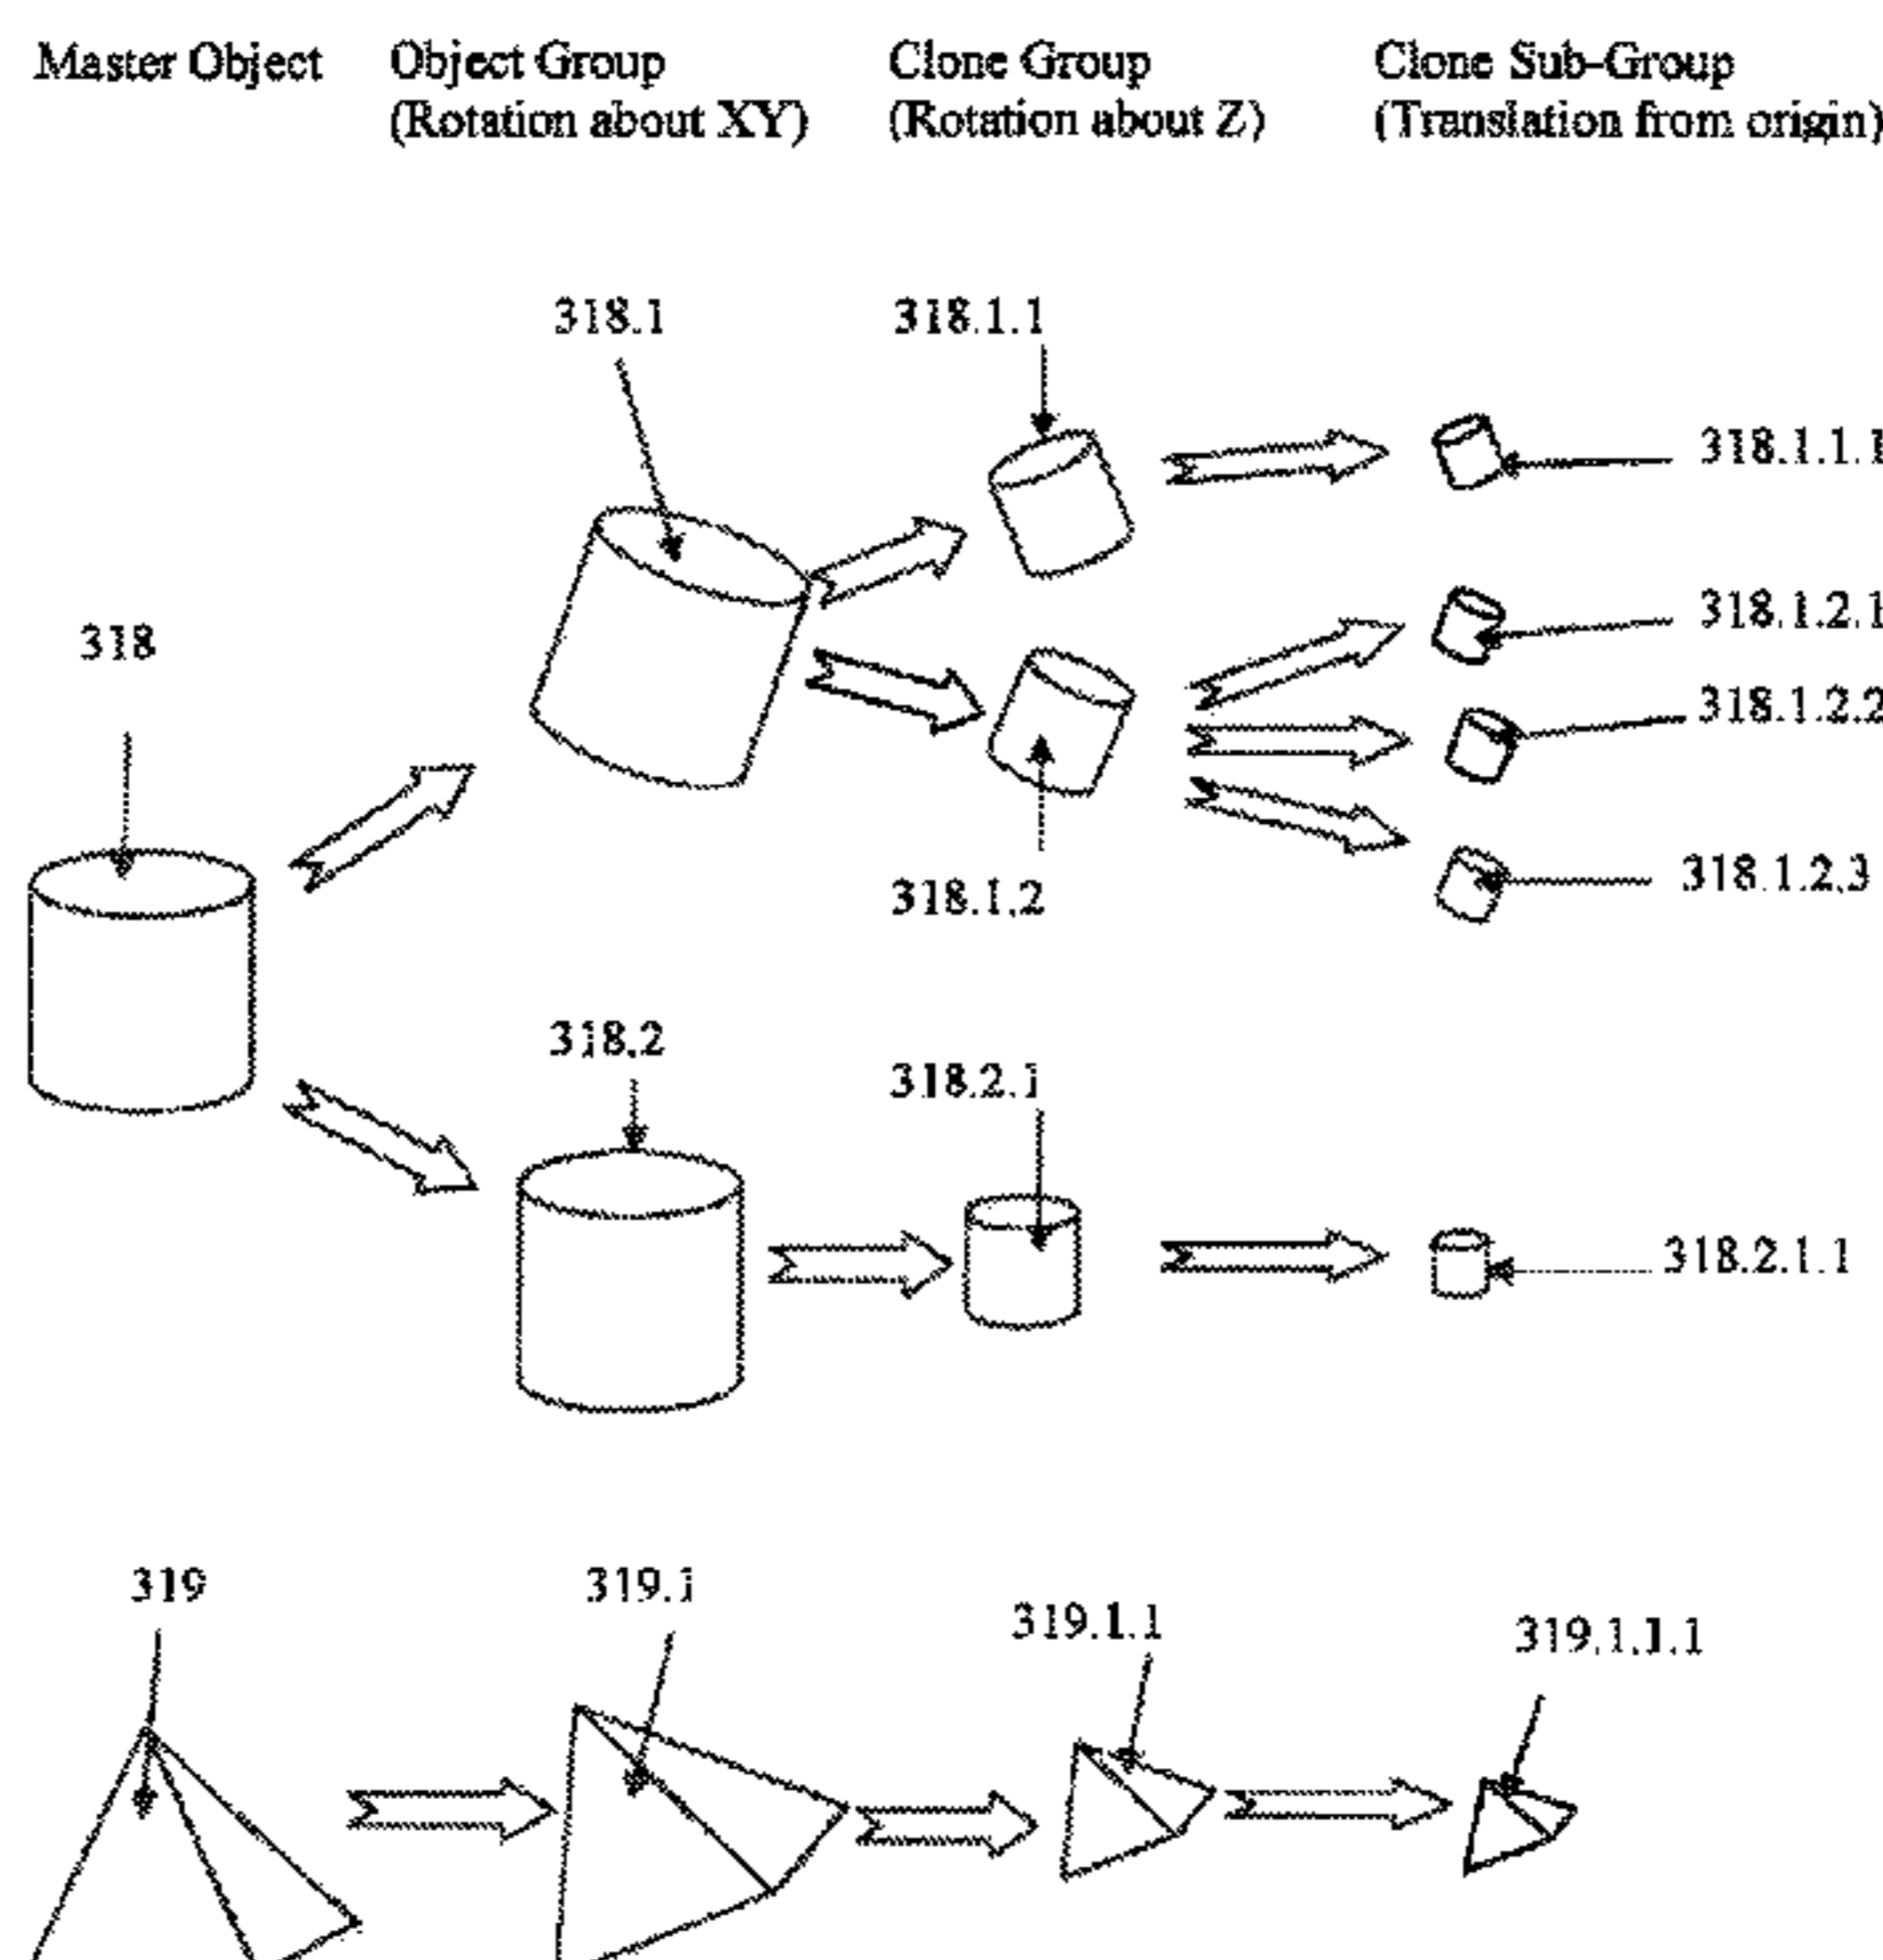 Master Object
Object Group
(Rotation about XY)
Clone Group
(Rotation about Z)
Clone Sub-Group
(Translation from origin)
318.1
318.1.1
318.1.1.1
318.1.2.1
318
318.1.2.2
318.1.2
318.1.2.3
318.2
318.2.1
318.2.1.1
319
319.1
319.1.1
319.1.1.1